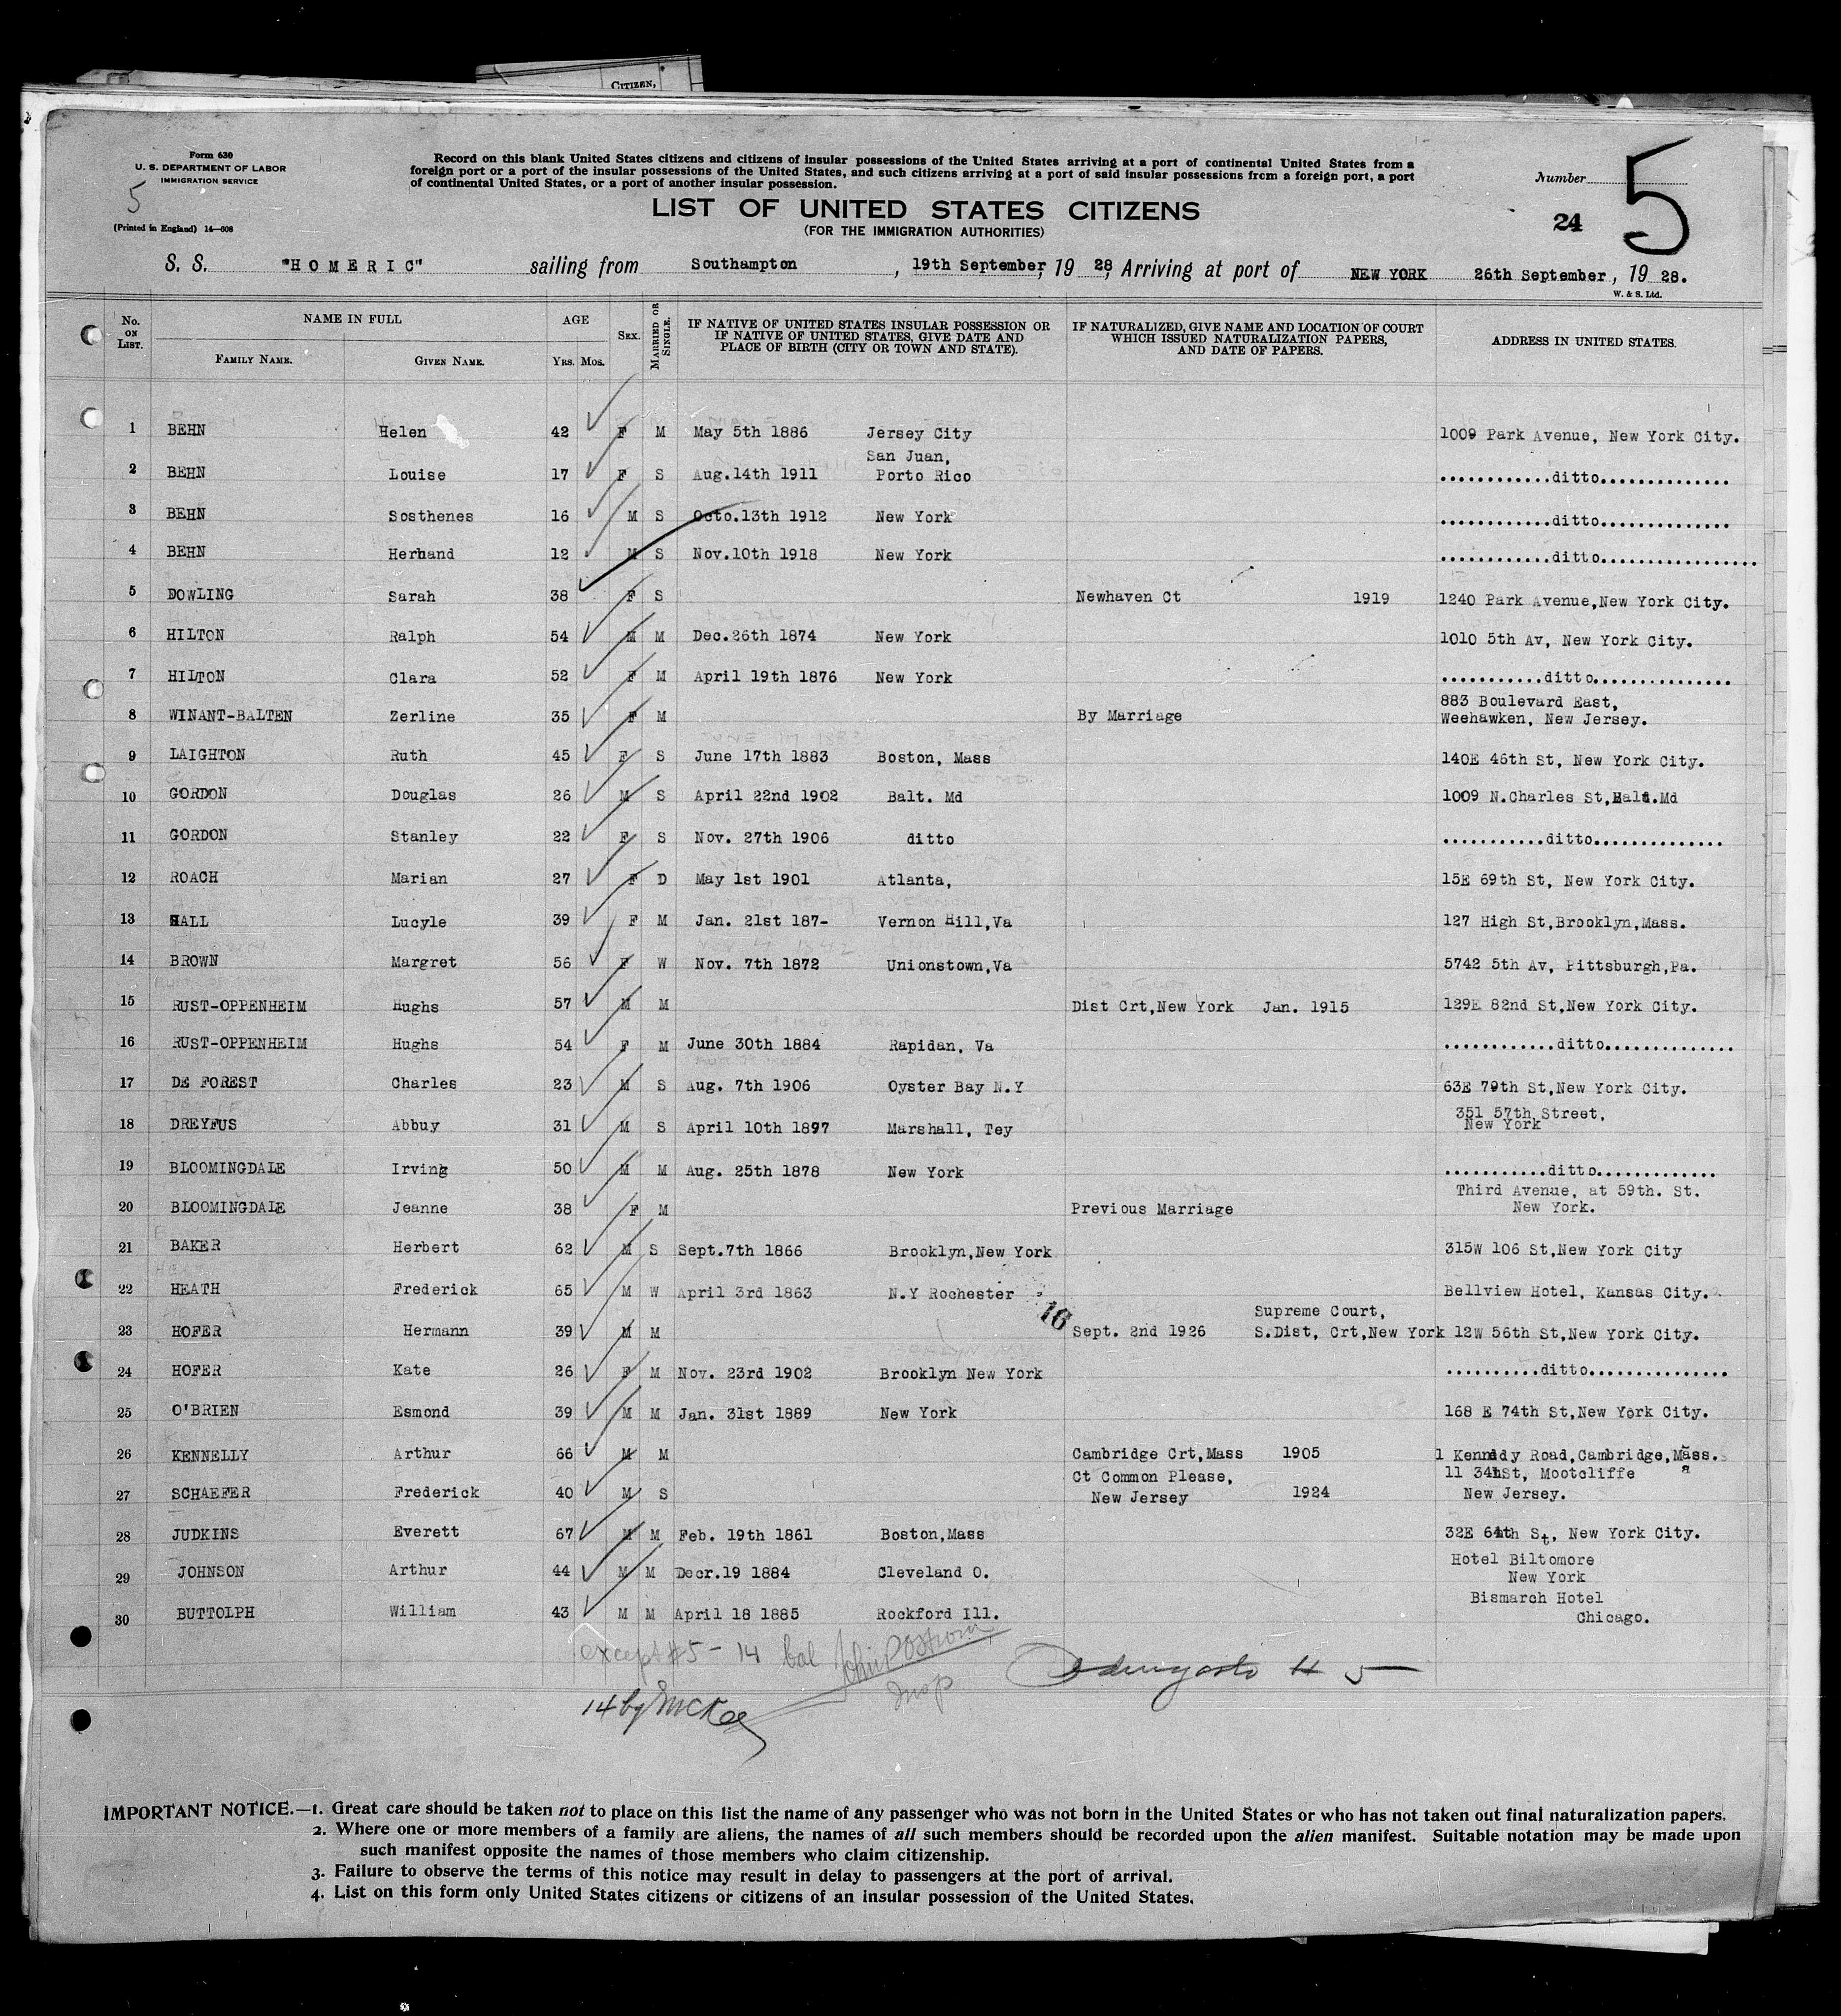 CITIZEN,
Form 630
U. S. DEPARTMENT OF LABOR
IMMIGRATION SERVICE
5
(Printed in England) 14—608
Record on this blank United States citizens and citizens of insular possessions of the United States arriving at a port of continental United States from a
foreign port or a port of the insular possessions of the United States, and such citizens arriving at a port of said insular possessions from a foreign port, a port
of continental United States, or a port of another insular possession.
Number
5
24
LIST OF UNITED STATES CITIZENS
(FOR THE IMMIGRATION AUTHORITIES)
S. S. "HOMERIC" sailing from Southampton, 19th September, 19 28, Arriving at port of NEW YORK 26th September, 19 28.
W. & S. Ltd.
No. ON LIST. NAME IN FULL FAMILY NAME. GIVEN NAME. AGE YRS. MOS. SEX. MARRIED OR SINGLE. IF NATIVE OF UNITED STATES INSULAR POSSESSION OR IF NATIVE OF UNITED STATES, GIVE DATE AND PLACE OF BIRTH (CITY OR TOWN AND STATE). IF NATURALIZED, GIVE NAME AND LOCATION OF COURT WHICH ISSUED NATURALIZATION PAPERS, AND DATE OF PAPERS. ADDRESS IN UNITED STATES.
1 BEHN Helen 42 F M May 5th 1886 Jersey City 1009 Park Avenue, New York City.
2 BEHN Louise 17 F S Aug.14th 1911 San Juan, Porto Rico ............ditto..............
3 BEHN Sosthenes 16 M S Octo.13th 1912 New York ............ditto..............
4 BEHN Hernand 12 M S Nov.10th 1918 New York ............ditto.................
5 DOWLING Sarah 38 F S Newhaven Ct 1919 1240 Park Avenue,New York City.
6 HILTON Ralph 54 M M Dec.26th 1874 New York 1010 5th Av, New York City.
7 HILTON Clara 52 F M April 19th 1876 New York ...........ditto...............
8 WINANT-BALTEN Zerline 35 F M By Marriage 883 Boulevard East, Weehawken, New Jersey.
9 LAIGHTON Ruth 45 F S June 17th 1883 Boston, Mass 140E 46th St, New York City.
10 GORDON Douglas 26 M S April 22nd 1902 Balt. Md 1009 N.Charles St,Balt.Md
11 GORDON Stanley 22 F S Nov. 27th 1906 ditto ...........ditto..............
12 ROACH Marian 27 F D May 1st 1901 Atlanta, 15E 69th St, New York City.
13 HALL Lucyle 39 F M Jan. 21st 187- Vernon Hill,Va 127 High St,Brooklyn,Mass.
14 BROWN Margret 56 F W Nov. 7th 1872 Unionstown,Va 5742 5th Av, Pittsburgh,Pa.
15 RUST-OPPENHEIM Hughs 57 M M Dist Crt,New York Jan. 1915 129E 82nd St,New York City.
16 RUST-OPPENHEIM Hughs 54 F M June 30th 1884 Rapidan, Va ............ditto..............
17 DE FOREST Charles 23 M S Aug. 7th 1906 Oyster Bay N.Y 63E 79th St,New York City.
18 DREYFUS Abbuy 31 M S April 10th 1897 Marshall, Tey 351 57th Street, New York
19 BLOOMINGDALE Irving 50 M M Aug. 25th 1878 New York ...........ditto.............
20 BLOOMINGDALE Jeanne 38 F M Previous Marriage Third Avenue, at 59th. St. New York.
21 BAKER Herbert 62 M S Sept.7th 1866 Brooklyn,New York 315W 106 St,New York City
22 HEATH Frederick 65 M W April 3rd 1863 N.Y Rochester Bellview Hotel, Kansas City.
16
23 HOFER Hermann 39 M M Sept. 2nd 1926 Supreme Court, S.Dist, Crt,New York 12W 56th St,New York City.
24 HOFER Kate 26 F M Nov. 23rd 1902 Brooklyn New York ..........ditto...............
25 O'BRIEN Esmond 39 M M Jan. 31st 1889 New York 168 E 74th St,New York City.
26 KENNELLY Arthur 66 M M Cambridge Crt,Mass 1905 1 Kennedy Road,Cambridge,Mass.
27 SCHAEFER Frederick 40 M S Ct Common Please, New Jersey 1924 11 34hSt, Mootcliffe New Jersey.
28 JUDKINS Everett 67 M M Feb. 19th 1861 Boston,Mass 32E 64th St, New York City.
29 JOHNSON Arthur 44 M M Decr.19 1884 Cleveland O. Hotel Biltomore New York
30 BUTTOLPH William 43 M M April 18 1885 Rockford Ill. Bismarch Hotel Chicago.
except #5 - 14 bal John
Insp
# 5
14 by McKee
IMPORTANT NOTICE.—1. Great care should be taken not to place on this list the name of any passenger who was not born in the United States or who has not taken out final naturalization papers.
2. Where one or more members of a family are aliens, the names of all such members should be recorded upon the alien manifest. Suitable notation may be made upon
such manifest opposite the names of those members who claim citizenship.
3. Failure to observe the terms of this notice may result in delay to passengers at the port of arrival.
4. List on this form only United States citizens or citizens of an insular possession of the United States.